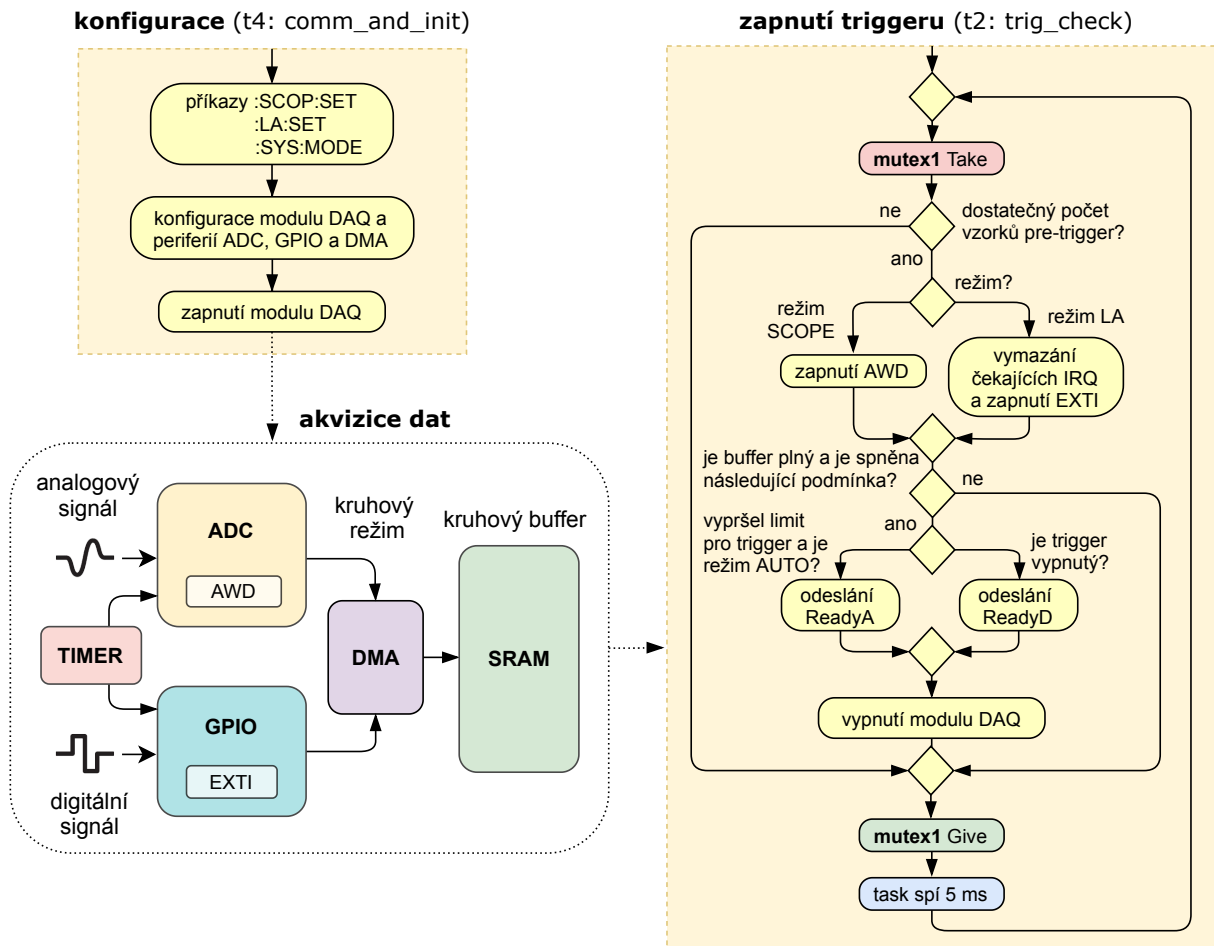 konfigurace (t4: comm_and_init)
příkazy :SCOP:SET
:LA:SET
:SYS:MODE
konfigurace modulu DAQ a
periferií ADC, GPIO a DMA
zapnutí modulu DAQ
akvizice dat
analogový
signál
ADC
AWD
kruhový
režim
kruhový buffer
TIMER
DMA
SRAM
GPIO
EXTI
digitální
signál
zapnutí triggeru (t2: trig_check)
mutex1 Take
ne
dostatečný počet
vzorků pre-trigger?
ano
režim?
režim
SCOPE
režim LA
zapnutí AWD
vymazání
čekajících IRQ
a zapnutí EXTI
je buffer plný a je spněna
následující podmínka?
ne
ano
vypršel limit
pro trigger a je
režim AUTO?
je trigger
vypnutý?
odeslání
ReadyA
odeslání
ReadyD
vypnutí modulu DAQ
mutex1 Give
task spí 5 ms